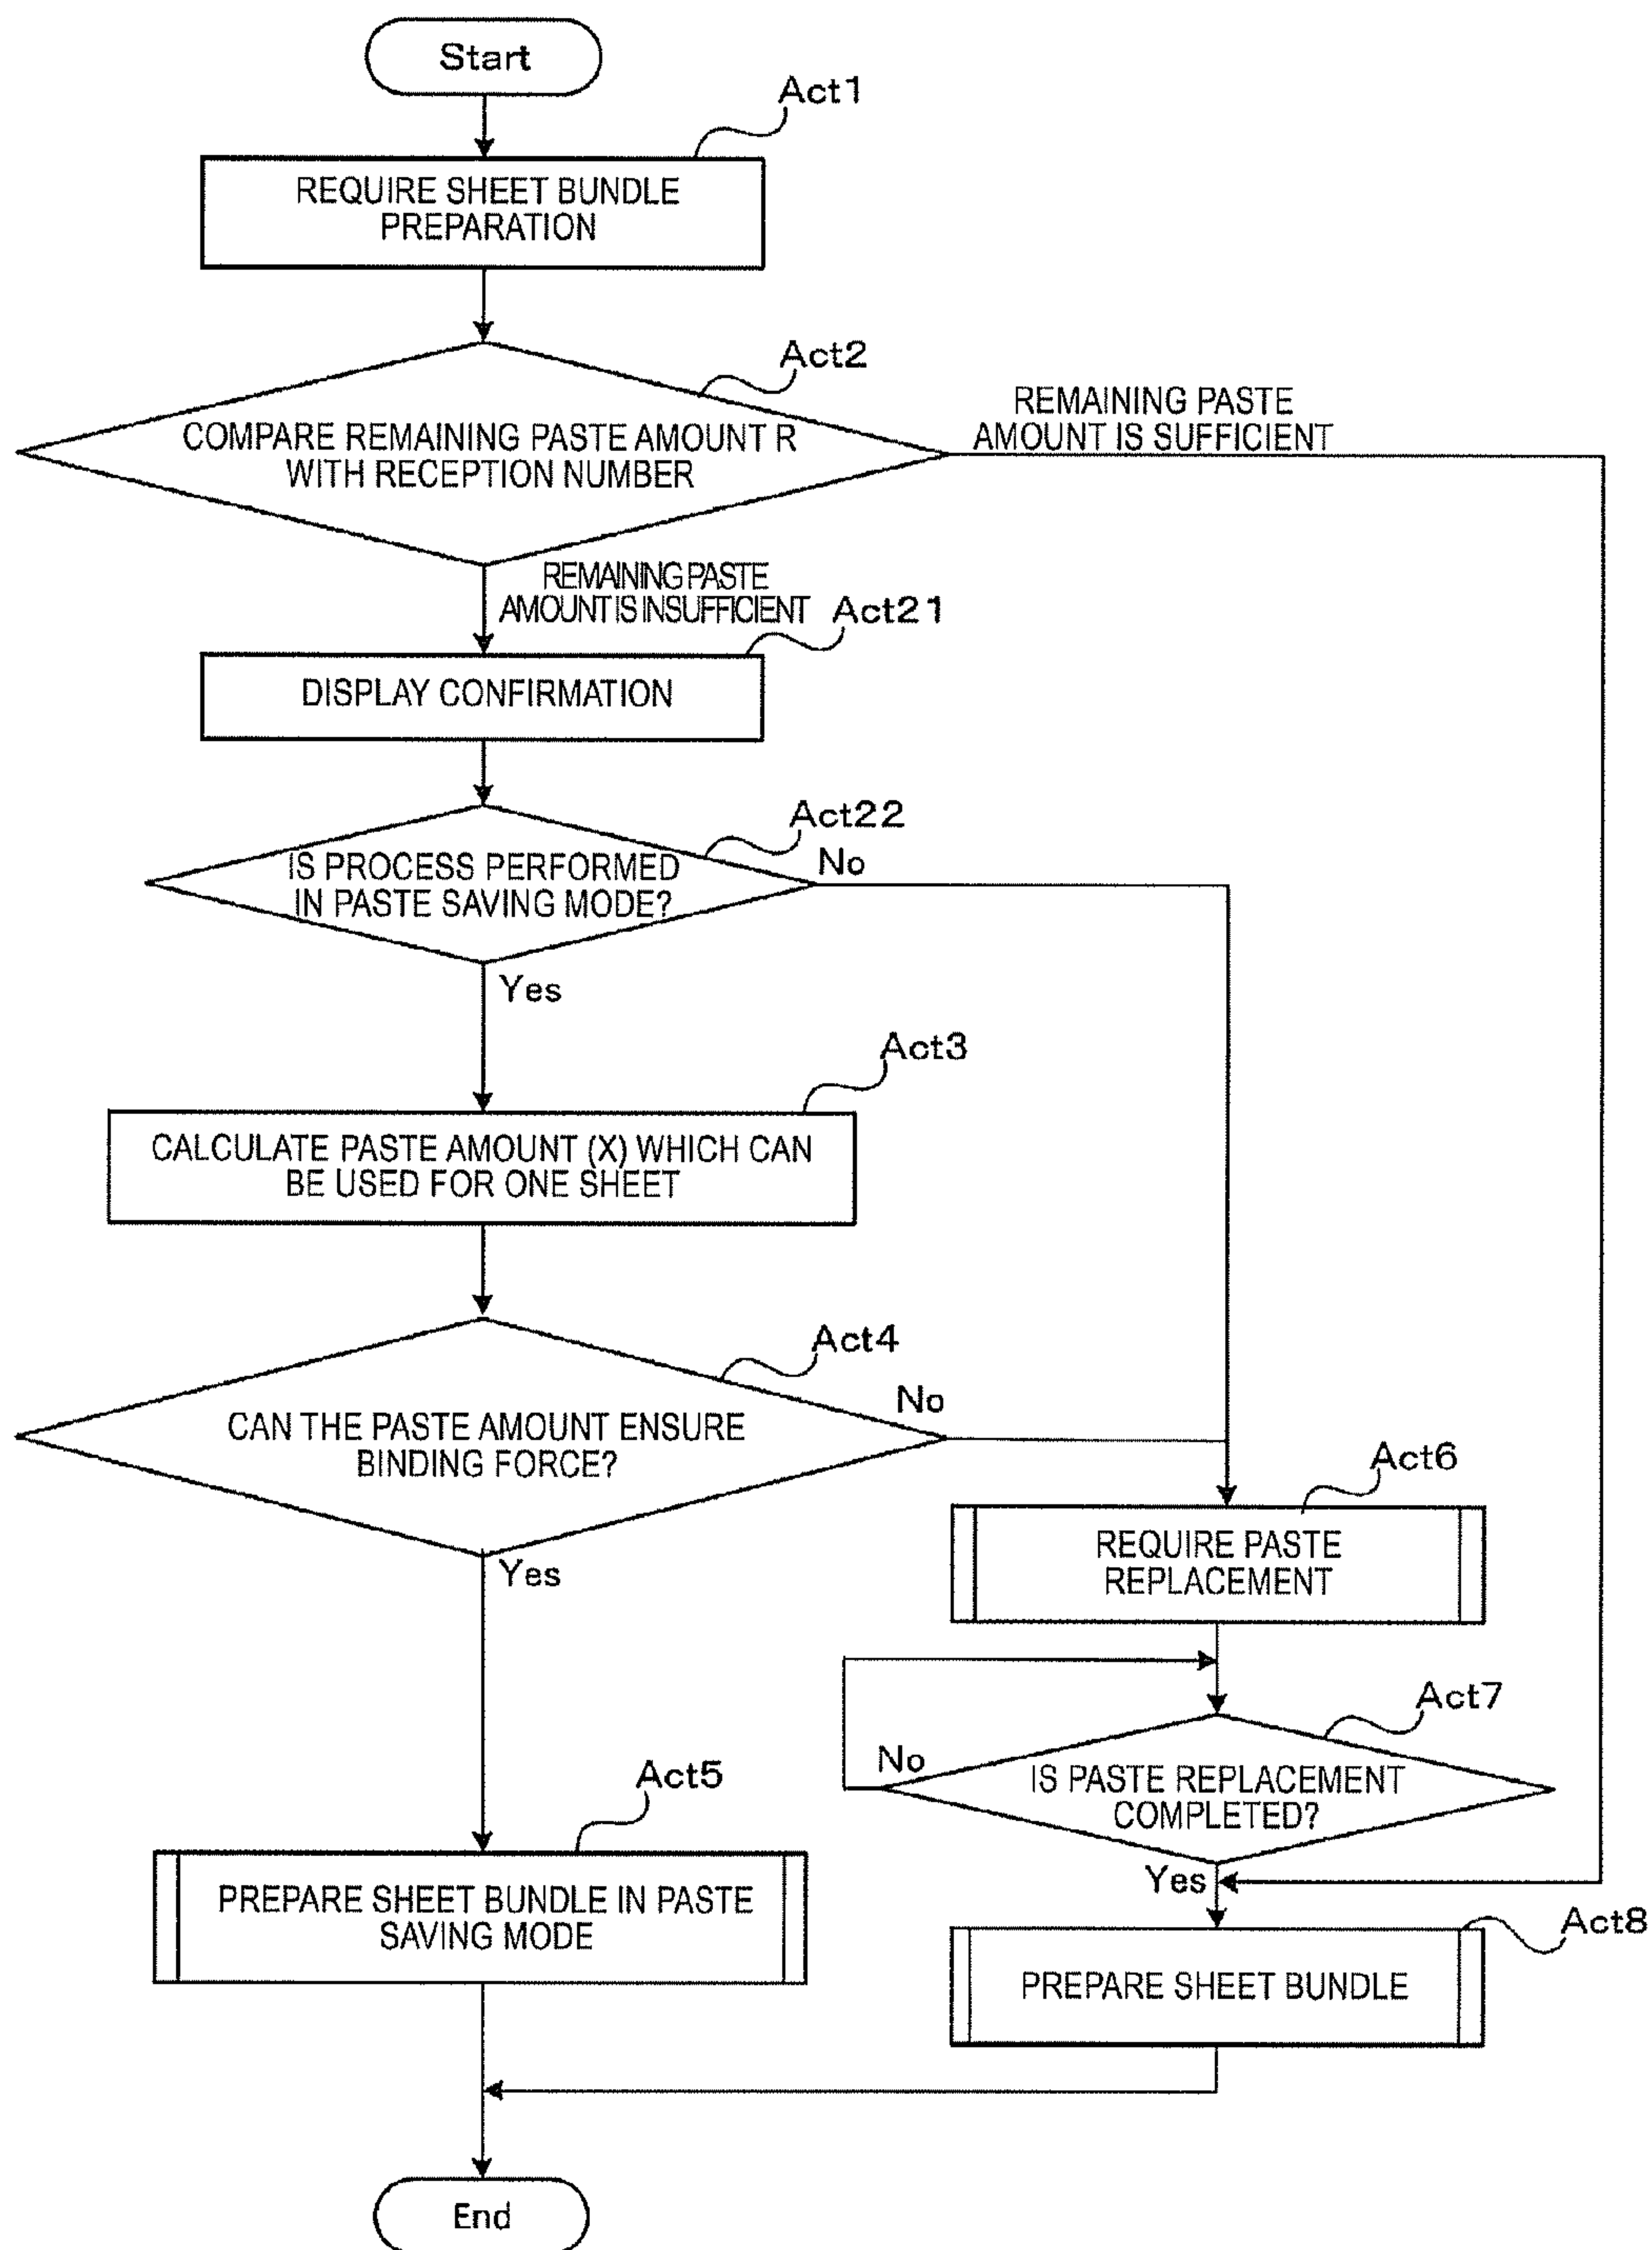 Start
Act1
REQUIRE SHEET BUNDLE
PREPARATION
Act2
COMPARE REMAINING PASTE AMOUNT R
WITH RECEPTION NUMBER
REMAINING PASTE
AMOUNT IS SUFFICIENT
REMAINING PASTE
AMOUNT IS INSUFFICIENT
Act21
DISPLAY CONFIRMATION
Act22
IS PROCESS PERFORMED
IN PASTE SAVING MODE?
No
Yes
Act3
CALCULATE PASTE AMOUNT (X) WHICH CAN
BE USED FOR ONE SHEET
Act4
CAN THE PASTE AMOUNT ENSURE
BINDING FORCE?
No
Yes
Act6
REQUIRE PASTE
REPLACEMENT
Act7
IS PASTE REPLACEMENT
COMPLETED?
No
Yes
Act5
PREPARE SHEET BUNDLE IN PASTE
SAVING MODE
Act8
PREPARE SHEET BUNDLE
End